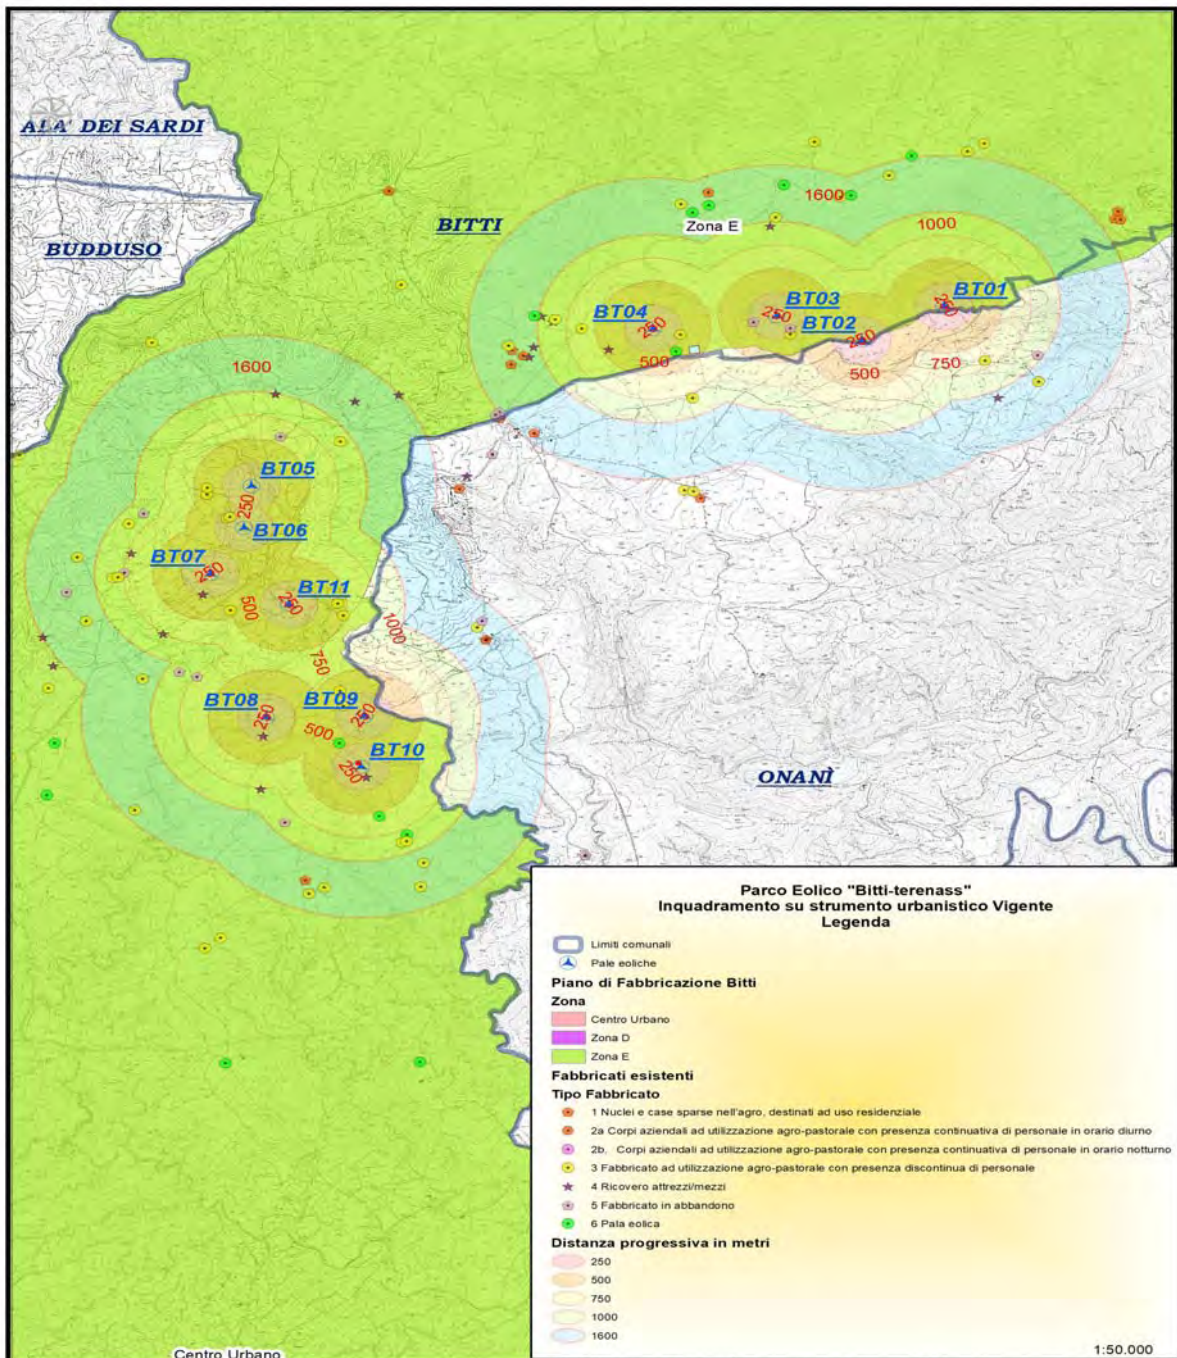 ALA' DEI SARDI
BUDDUSO
BITTI
1600
1000
Zona E
BT01
250
BT03
250
BT04
250
BT02
250
500
500
750
1600
BT05
250
BT06
BT07
250
BT11
250
500
1000
750
BT08
250
BT09
250
500
BT10
250
ONANÌ
Centro Urbano
Parco Eolico "Bitti-terenass"
Inquadramento su strumento urbanistico Vigente
Legenda
Limiti comunali
Pale eoliche
Piano di Fabbricazione Bitti
Zona
Centro Urbano
Zona D
Zona E
Fabbricati esistenti
Tipo Fabbricato
1 Nuclei e case sparse nell'agro, destinati ad uso residenziale
2a Corpi aziendali ad utilizzazione agro-pastorale con presenza continuativa di personale in orario diurno
2b. Corpi aziendali ad utilizzazione agro-pastorale con presenza continuativa di personale in orario notturno
3 Fabbricato ad utilizzazione agro-pastorale con presenza discontinua di personale
4 Ricovero attrezzi/mezzi
5 Fabbricato in abbandono
6 Pala eolica
Distanza progressiva in metri
250
500
750
1000
1600
1:50.000